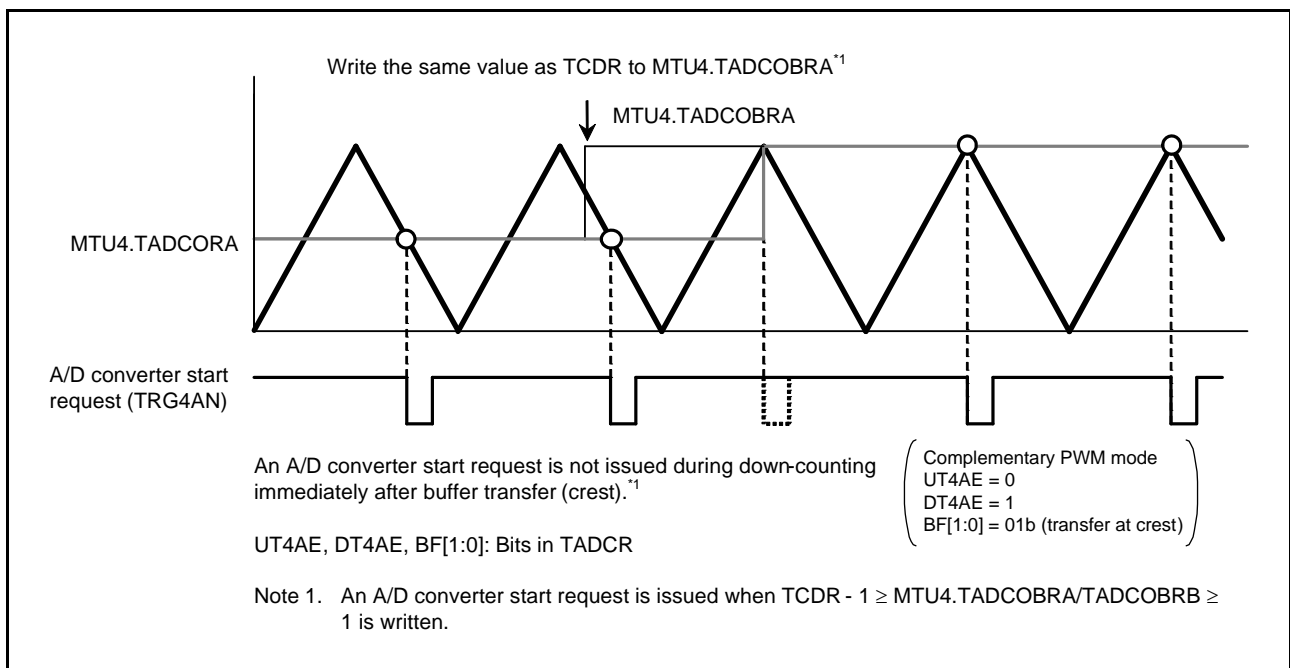 Write the same value as TCDR to MTU4.TADCOBRA*1
MTU4.TADCOBRA
MTU4.TADCORA
A/D converter start
request (TRG4AN)
An A/D converter start request is not issued during down-counting
immediately after buffer transfer (crest).*1
Complementary PWM mode
UT4AE = 0
DT4AE = 1
BF[1:0] = 01b (transfer at crest)
UT4AE, DT4AE, BF[1:0]: Bits in TADCR
Note 1. An A/D converter start request is issued when TCDR - 1 ≥ MTU4.TADCOBRA/TADCOBRB ≥
1 is written.